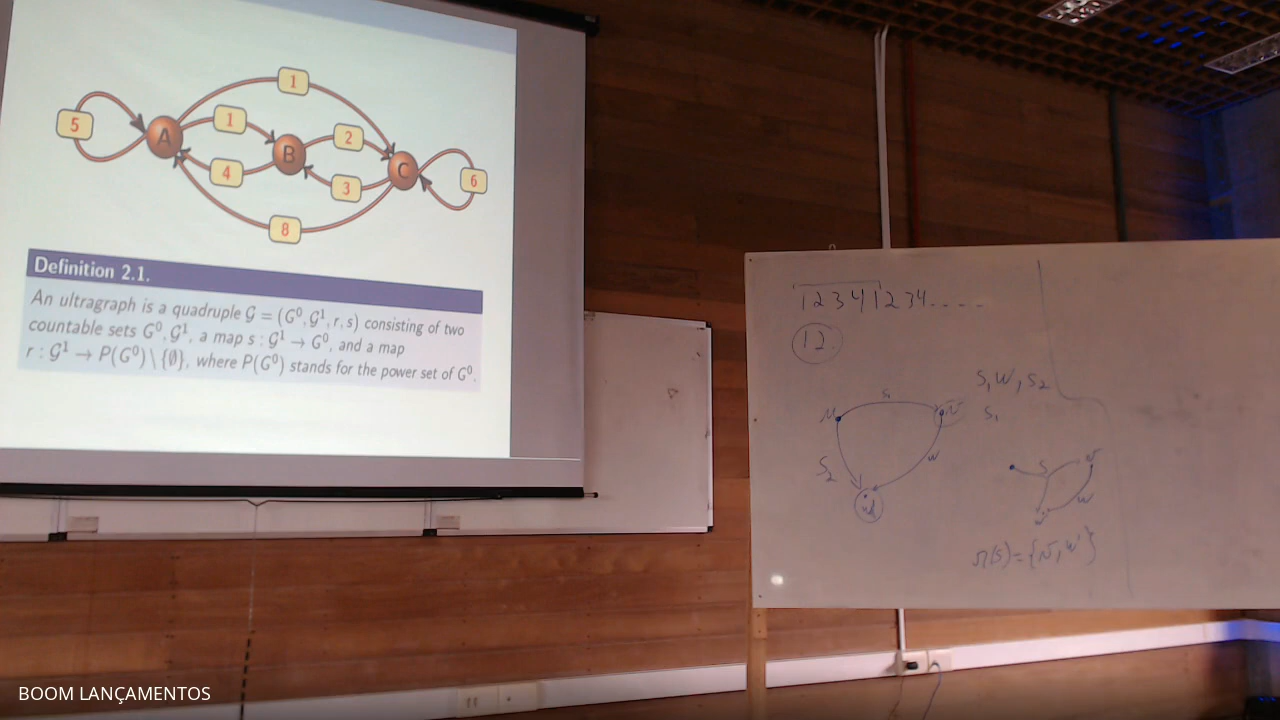 1
5
A
1
B
2
C
4
3
6
8
Definition 2.1.
An ultragraph is a quadruple G = (G⁰, 𝒢¹, r, s) consisting of two
countable sets G⁰, 𝒢¹, a map s : 𝒢¹ → G⁰, and a map
r : 𝒢¹ → P(G⁰) \ {∅}, where P(G⁰) stands for the power set of G⁰.
12341234....
12.
S₁W, S₂
S₁
S₁
S₂
w
S
w
r(s) = {v, w}
BOOM LANÇAMENTOS